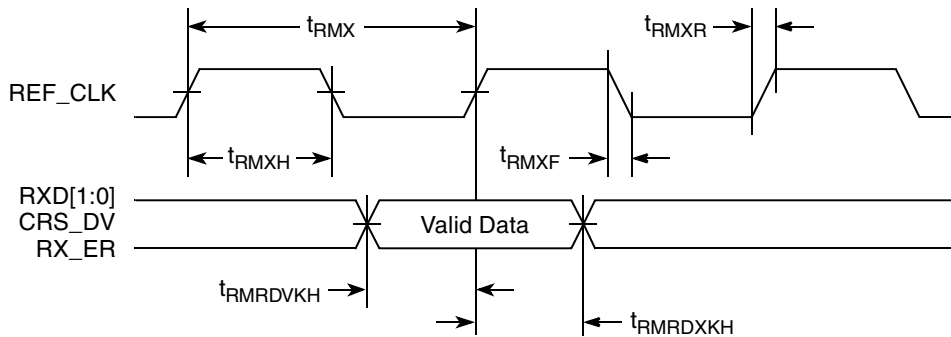 tRMX
tRMXR
REF_CLK
tRMXH
tRMXF
RXD[1:0]
CRS_DV
Valid Data
RX_ER
tRMRDVKH
tRMRDXKH